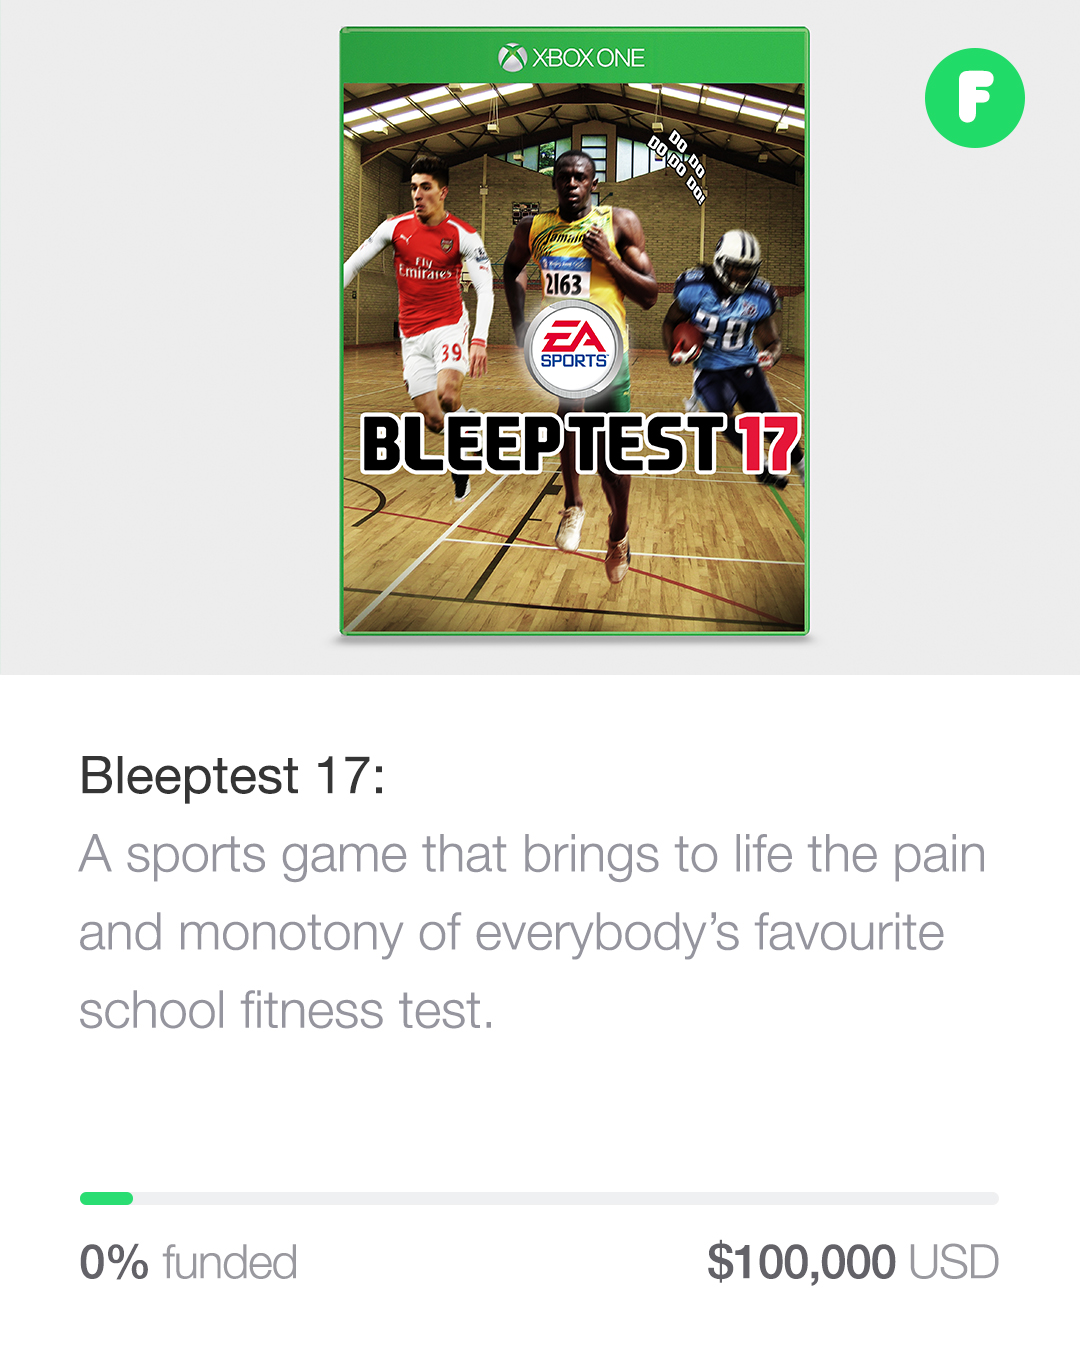 XBOX ONE
F
DO DO
DO DO DO!
Fly
Emirates
39
2163
28
EA
SPORTS
BLEEPTEST 17
Bleeptest 17:
A sports game that brings to life the pain
and monotony of everybody’s favourite
school fitness test.
0% funded
$100,000 USD